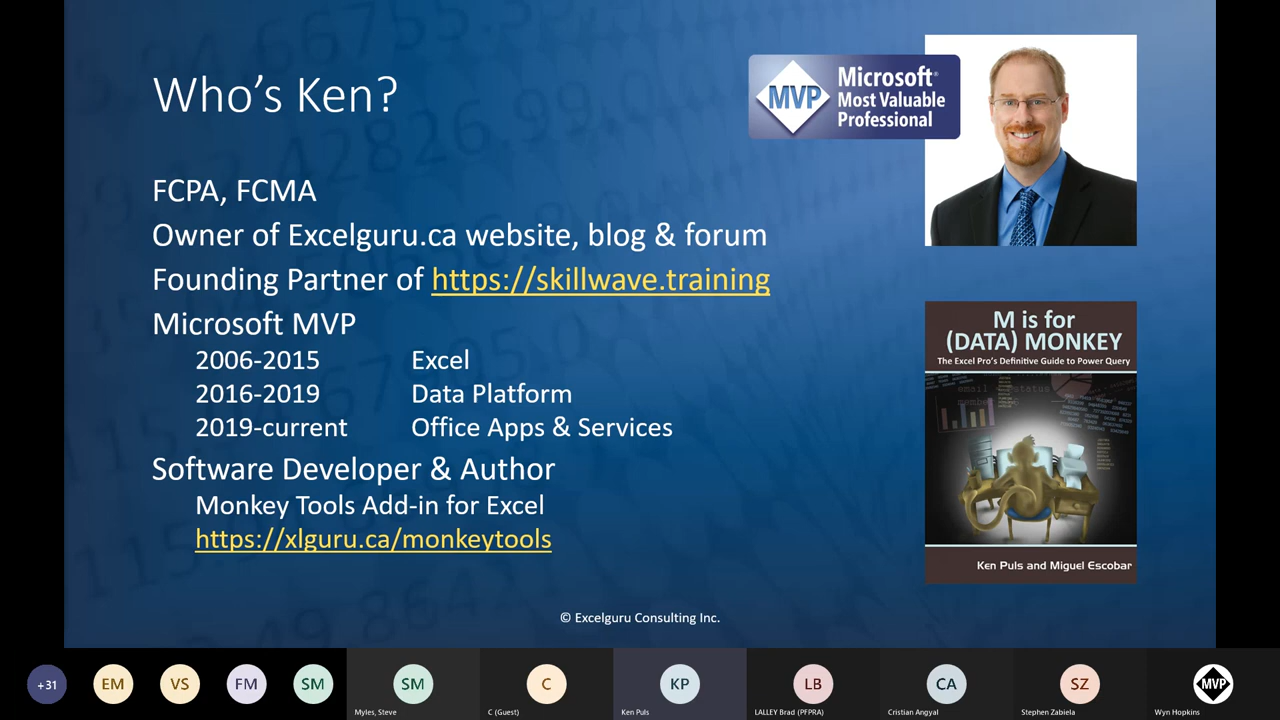 Who's Ken?
MVP
Microsoft®
Most Valuable
Professional
FCPA, FCMA
Owner of Excelguru.ca website, blog & forum
Founding Partner of https://skillwave.training
Microsoft MVP
2006-2015 Excel
2016-2019 Data Platform
2019-current Office Apps & Services
Software Developer & Author
Monkey Tools Add-in for Excel
https://xlguru.ca/monkeytools
M is for
(DATA) MONKEY
The Excel Pro's Definitive Guide to Power Query
Ken Puls and Miguel Escobar
© Excelguru Consulting Inc.
+31 EM VS FM SM SM C KP LB CA SZ MVP
Myles, Steve C (Guest) Ken Puls LALLEY Brad (PFPRA) Cristian Angyal Stephen Zabiela Wyn Hopkins